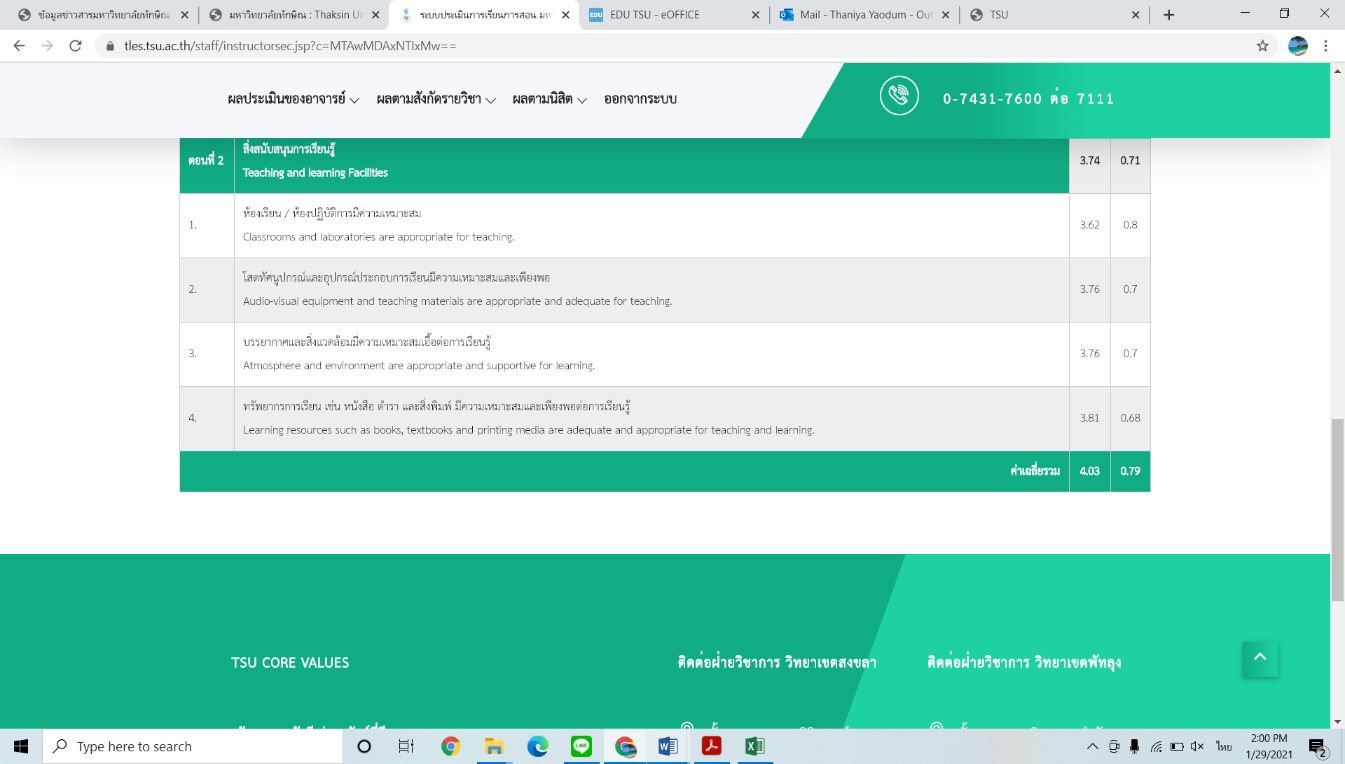 ข้อมูลข่าวสารมหาวิทยาลัยทักษิณ
มหาวิทยาลัยทักษิณ : Thaksin Un
ระบบประเมินการเรียนการสอน มหา
EDU TSU - eOFFICE
Mail - Thaniya Yaodum - Out
TSU
tles.tsu.ac.th/staff/instructorsec.jsp?c=MTAwMDAxNTIxMw==
ผลประเมินของอาจารย์ ผลตามสังกัดรายวิชา ผลตามนิสิต ออกจากระบบ
0-7431-7600 ต่อ 7111
ตอนที่ 2
สิ่งสนับสนุนการเรียนรู้
Teaching and learning Facilities
3.74 0.71
1.
ห้องเรียน / ห้องปฏิบัติการมีความเหมาะสม
Classrooms and laboratories are appropriate for teaching.
3.62 0.8
2.
โสตทัศนูปกรณ์และอุปกรณ์ประกอบการเรียนมีความเหมาะสมและเพียงพอ
Audio-visual equipment and teaching materials are appropriate and adequate for teaching.
3.76 0.7
3.
บรรยากาศและสิ่งแวดล้อมมีความเหมาะสมเอื้อต่อการเรียนรู้
Atmosphere and environment are appropriate and supportive for learning.
3.76 0.7
4.
ทรัพยากรการเรียน เช่น หนังสือ ตำรา และสิ่งพิมพ์ มีความเหมาะสมและเพียงพอต่อการเรียนรู้
Learning resources such as books, textbooks and printing media are adequate and appropriate for teaching and learning.
3.81 0.68
ค่าเฉลี่ยรวม 4.03 0.79
TSU CORE VALUES
ติดต่อฝ่ายวิชาการ วิทยาเขตสงขลา
ติดต่อฝ่ายวิชาการ วิทยาเขตพัทลุง
Type here to search
ไทย
2:00 PM
1/29/2021
2